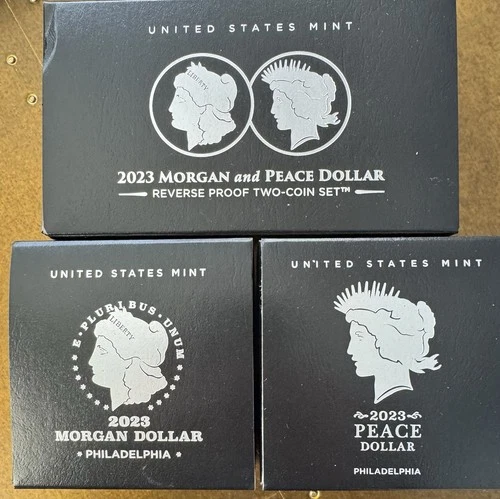 UNITED STATES MINT
LIBERTY
2023 MORGAN and PEACE DOLLAR
REVERSE PROOF TWO-COIN SET™
UNITED STATES MINT
E · PLURIBUS · UNUM
LIBERTY
2023
MORGAN DOLLAR
• PHILADELPHIA •
UNITED STATES MINT
2023
PEACE
DOLLAR
PHILADELPHIA